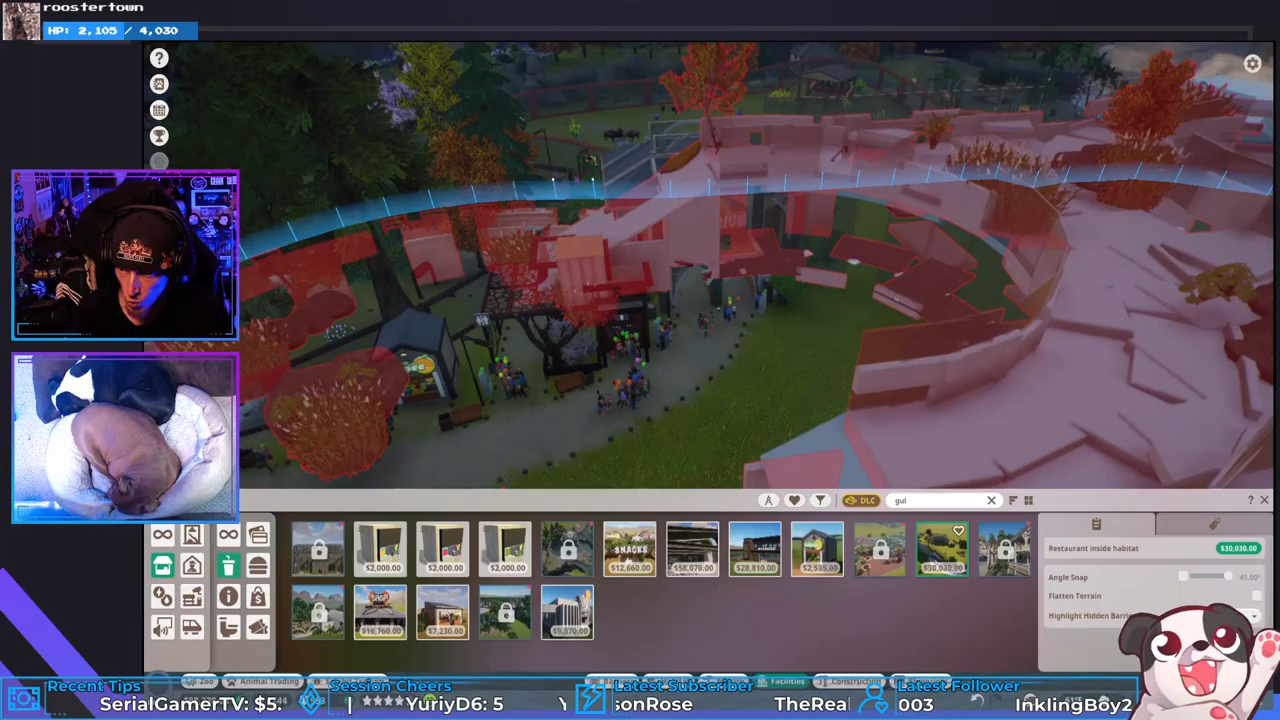 roostertown
HP: 2,105 / 4,030
?
DLC
gul
?
SNACKS
$2,000.00
$2,000.00
$2,000.00
$12,660.00
$58,070.00
$28,810.00
$2,535.00
$30,030.00
$16,760.00
$7,230.00
$9,370.00
Restaurant inside habitat
$30,030.00
Angle Snap
45.00°
Flatten Terrain
Highlight Hidden Barri
Zoo
Animal Trading
Facilities
Construction
Recent Tips
SerialGamerTV: $5.
Session Cheers
YuriyD6: 5
Y
Latest Subscriber
sonRose
TheRea
Latest Follower
003
InklingBoy2